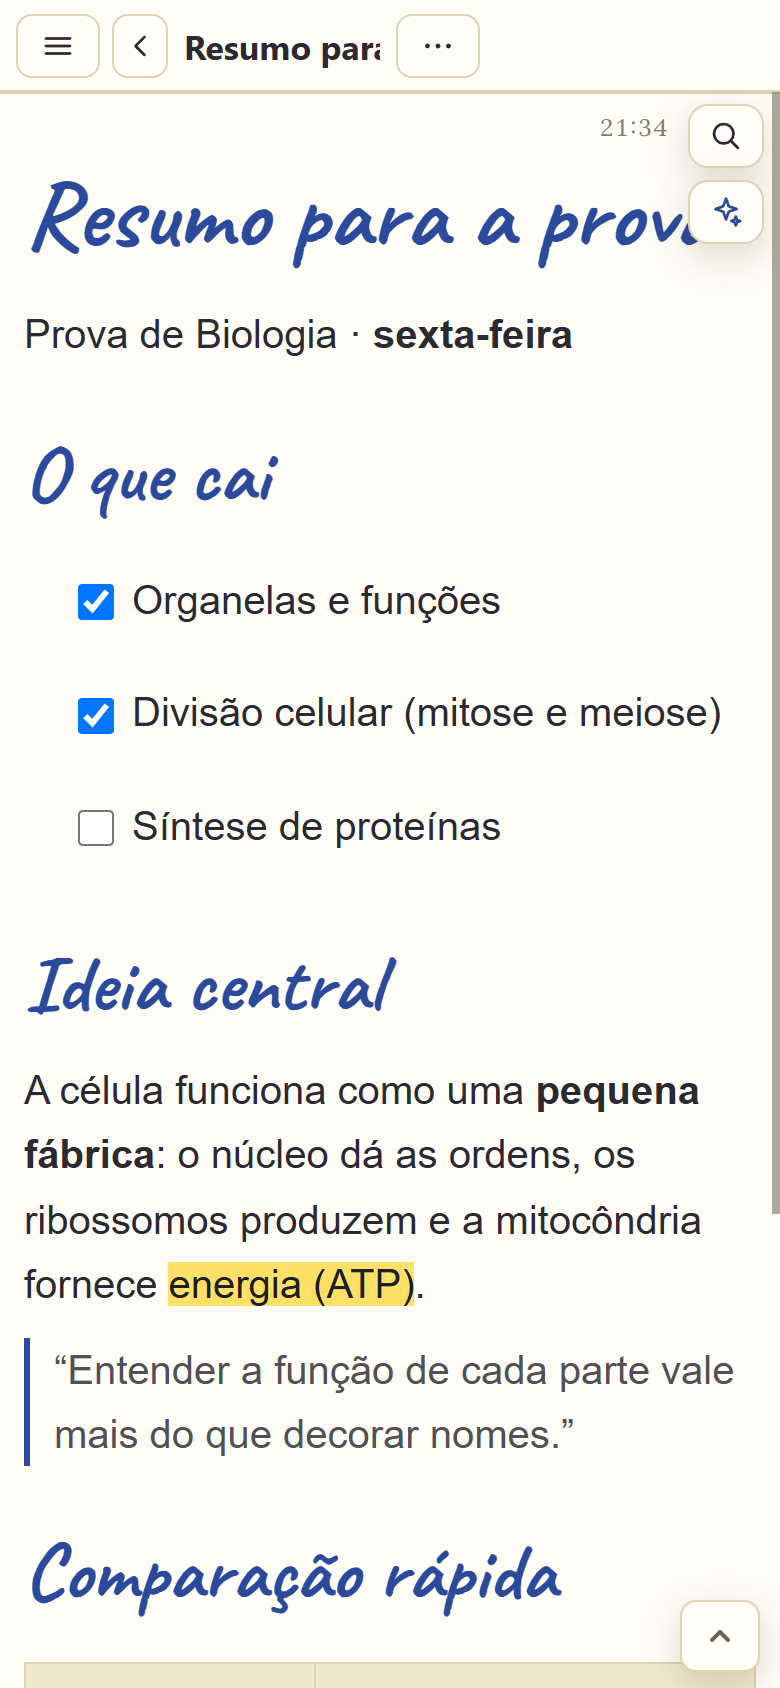 Resumo para
21:34
Resumo para a prova
Prova de Biologia · sexta-feira
O que cai
Organelas e funções
Divisão celular (mitose e meiose)
Síntese de proteínas
Ideia central
A célula funciona como uma pequena
fábrica: o núcleo dá as ordens, os
ribossomos produzem e a mitocôndria
fornece energia (ATP).
“Entender a função de cada parte vale
mais do que decorar nomes.”
Comparação rápida